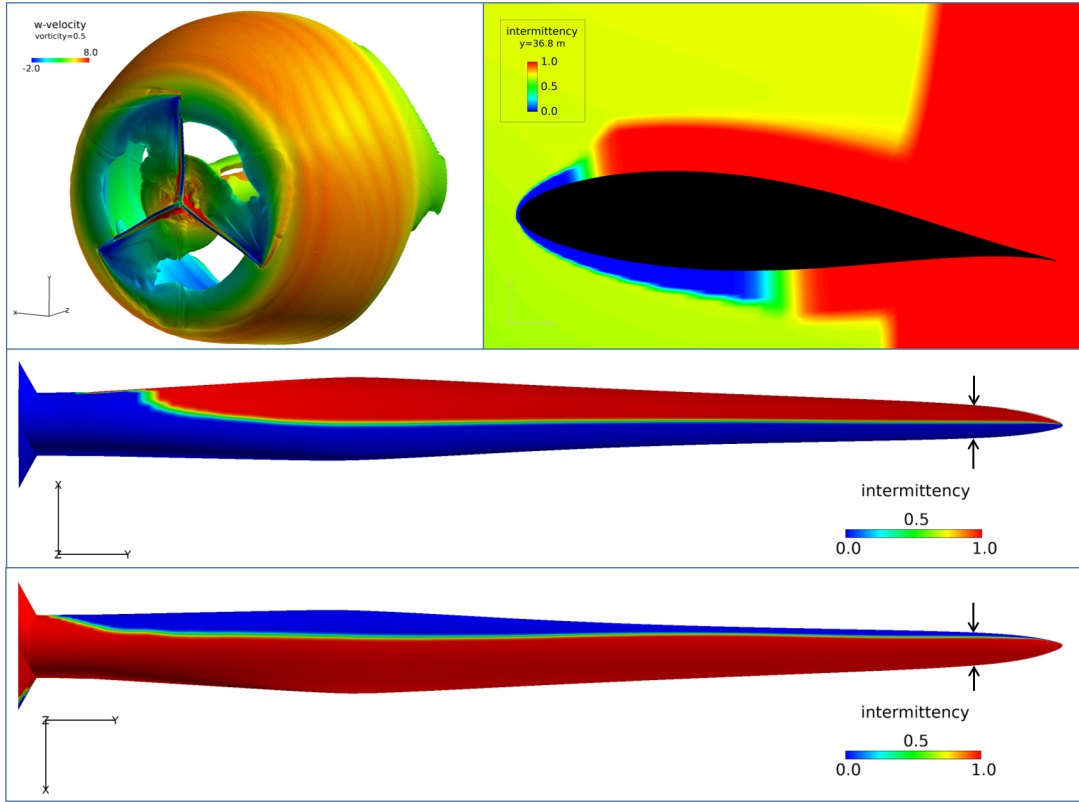 w-velocity
vorticity=0.5
-2.0 8.0
Y
X Z
intermittency
y=36.8 m
1.0
0.5
0.0
X
Z Y
intermittency
0.5
0.0 1.0
Z Y
X
intermittency
0.5
0.0 1.0